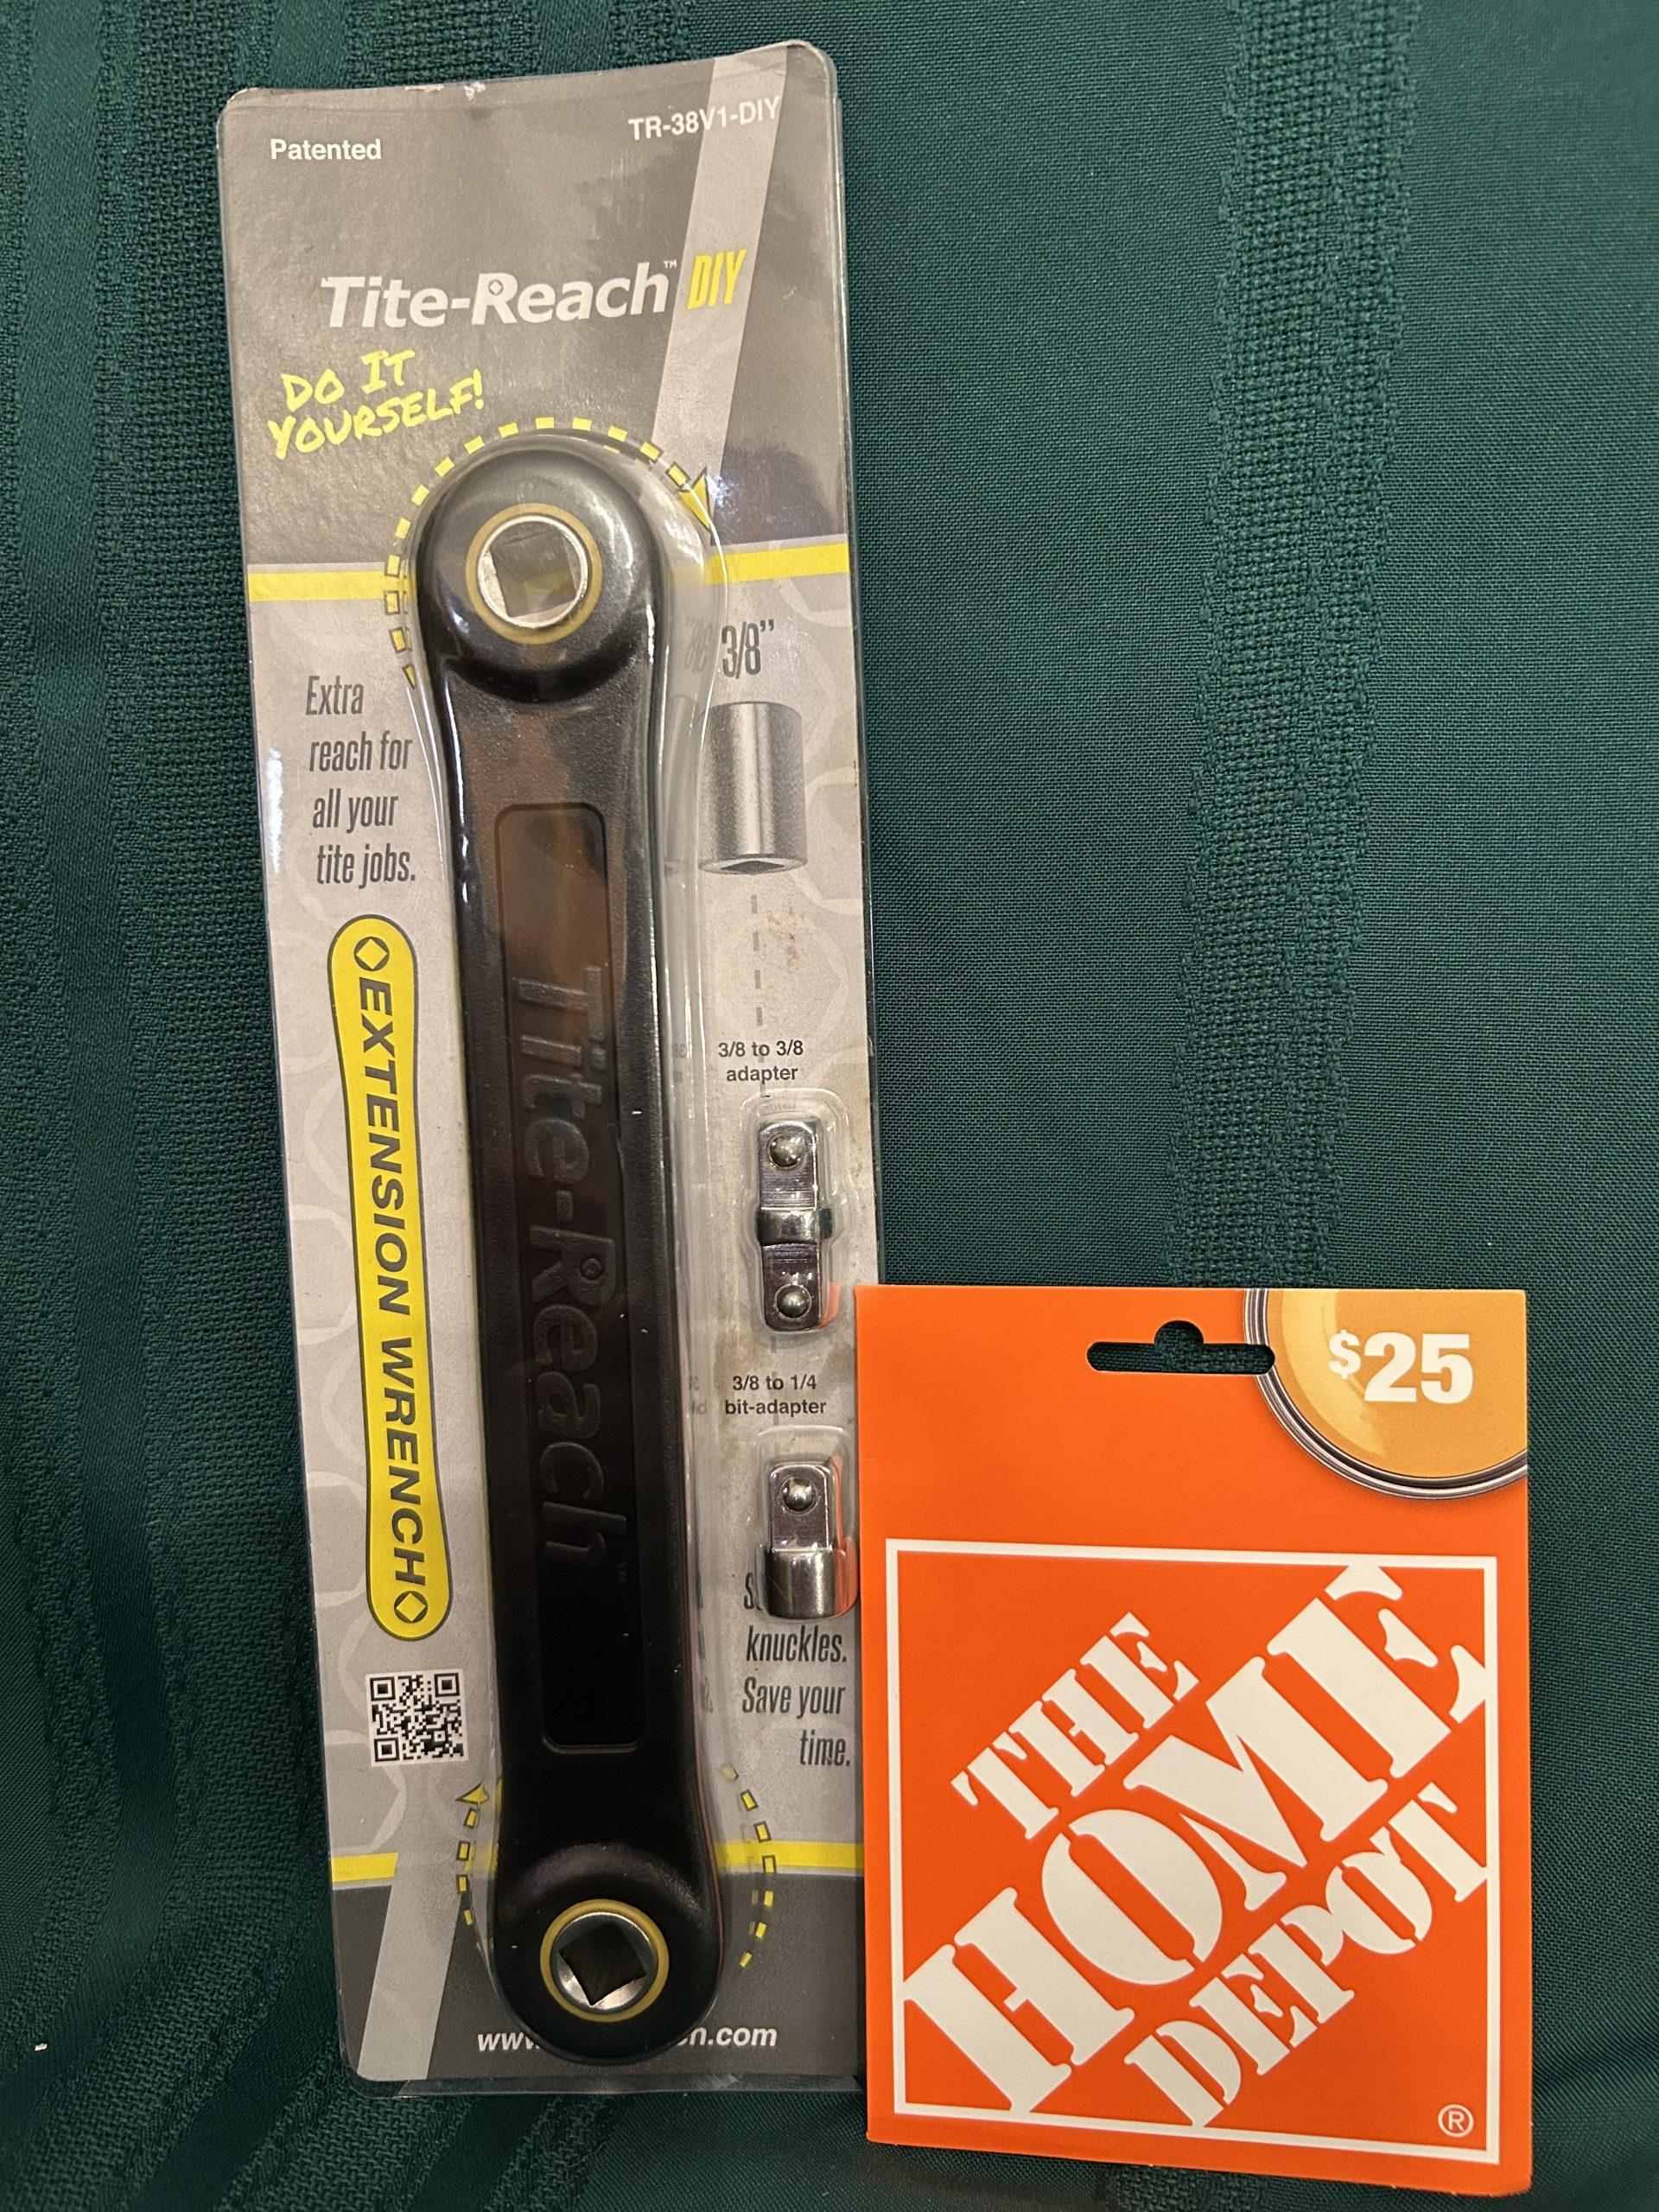 Patented
TR-38V1-DIY
Tite-Reach™ DIY
DO IT
YOURSELF!
3/8”
Extra
reach for
all your
tite jobs.
EXTENSION WRENCH
Tite-Reach
3/8 to 3/8
adapter
3/8 to 1/4
bit-adapter
knuckles.
Save your
time.
$25
THE
HOME
DEPOT
®